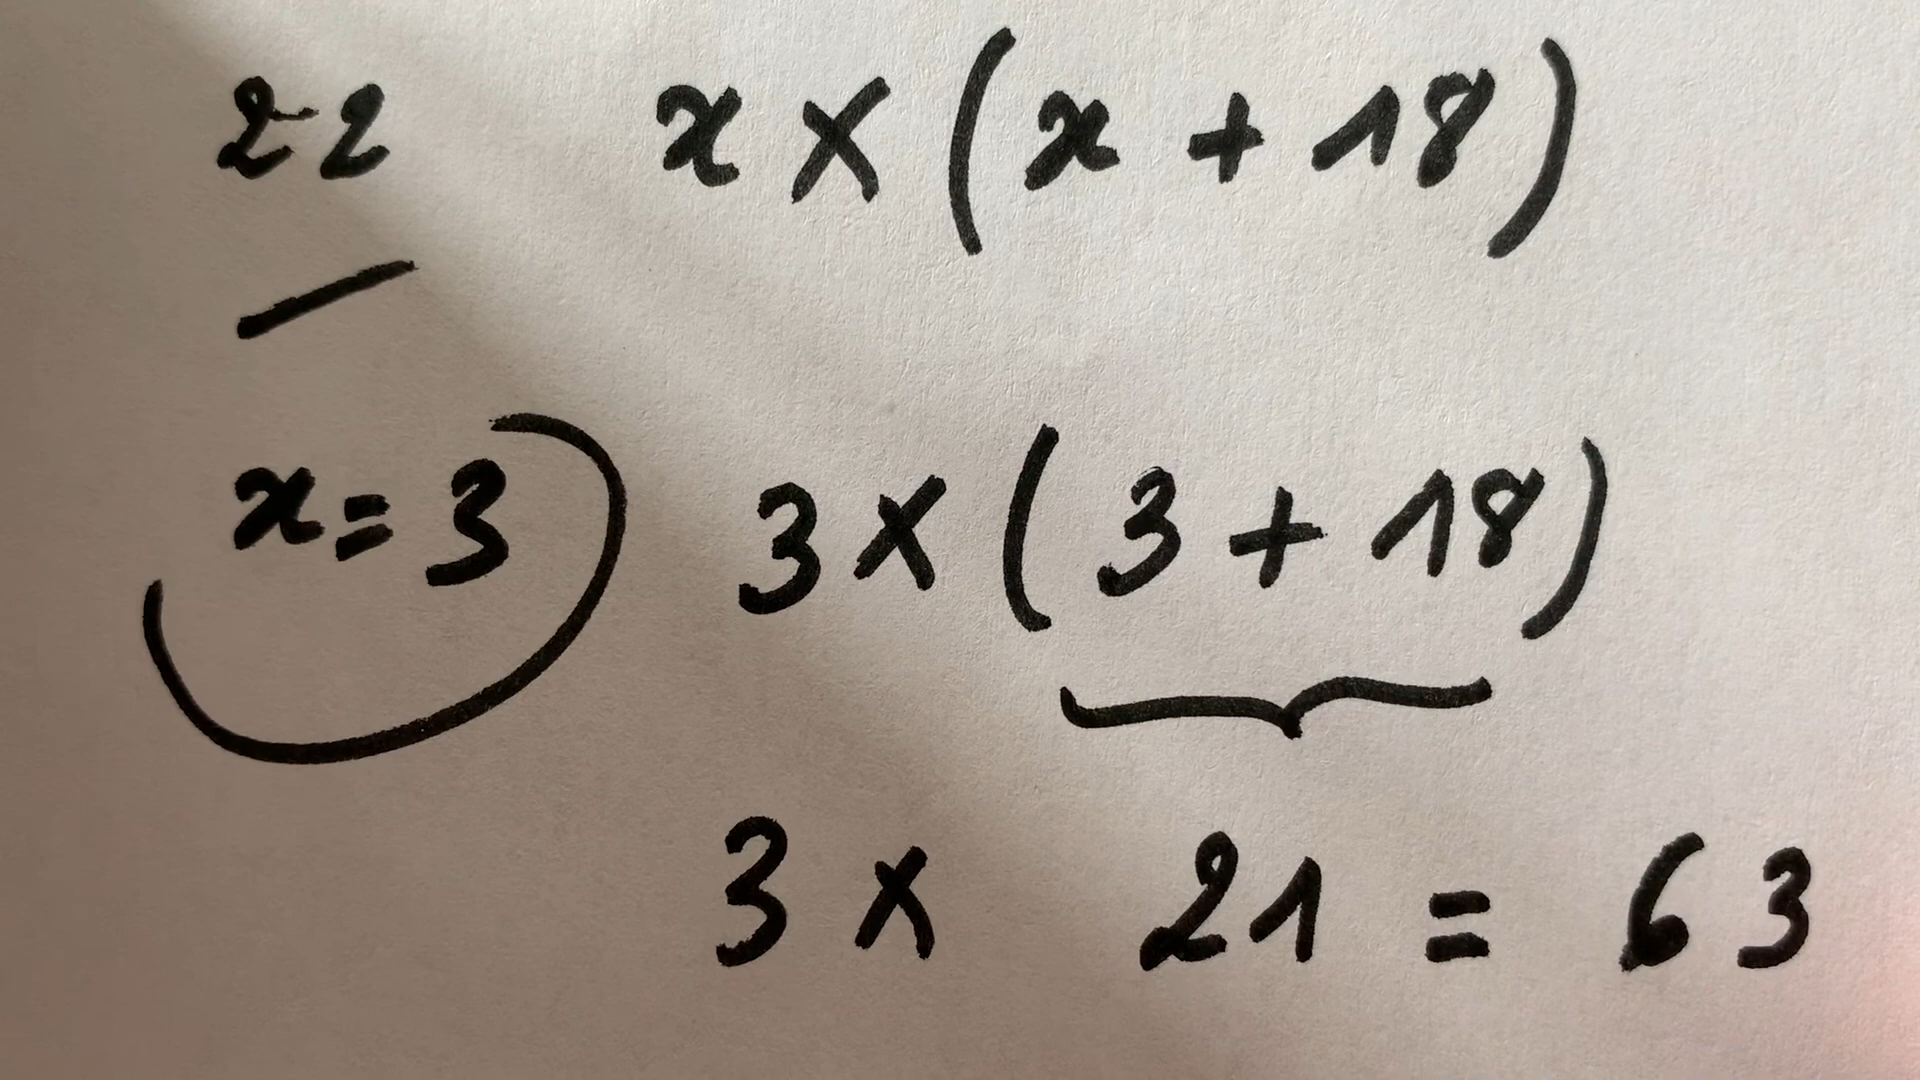 22 x × (x + 18)
x = 3 3 × (3 + 18)
3 × 21 = 63